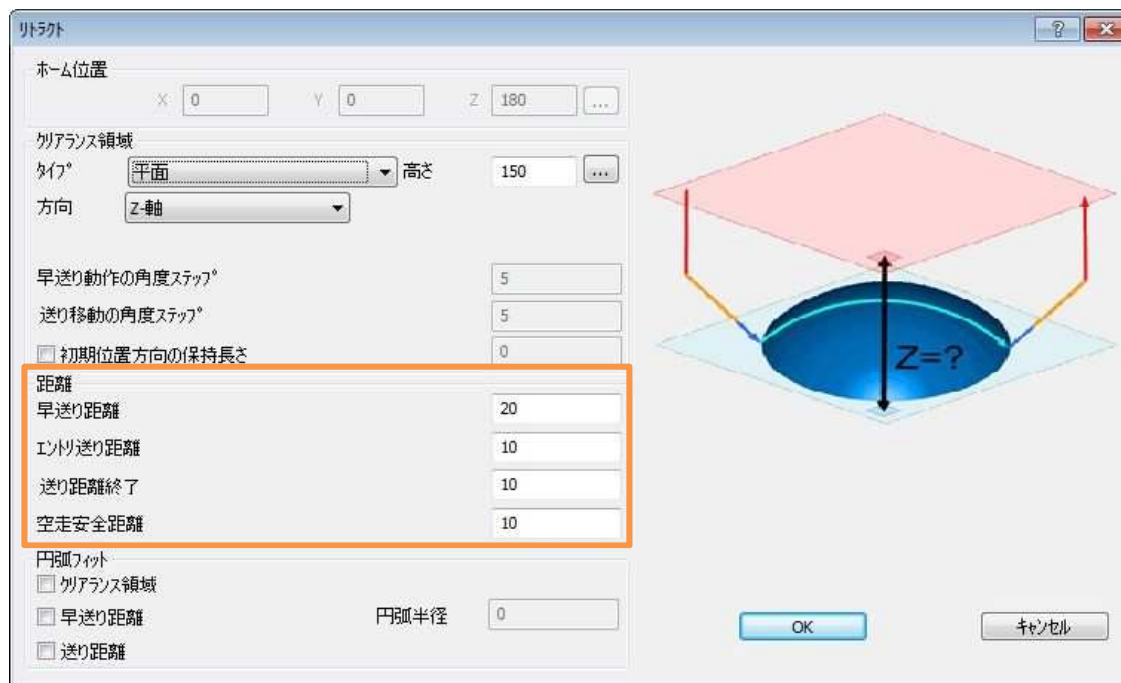 リトラクト
ホーム位置
X 0 Y 0 Z 180 ...
クリアランス領域
タイプ 平面 高さ 150 ...
方向 Z-軸
早送り動作の角度ステップ 5
送り移動の角度ステップ 5
初期位置方向の保持長さ 0
距離
早送り距離 20
エントリ送り距離 10
送り距離終了 10
空走安全距離 10
円弧フィット
クリアランス領域
早送り距離 円弧半径 0
送り距離
Z=?
OK キャンセル